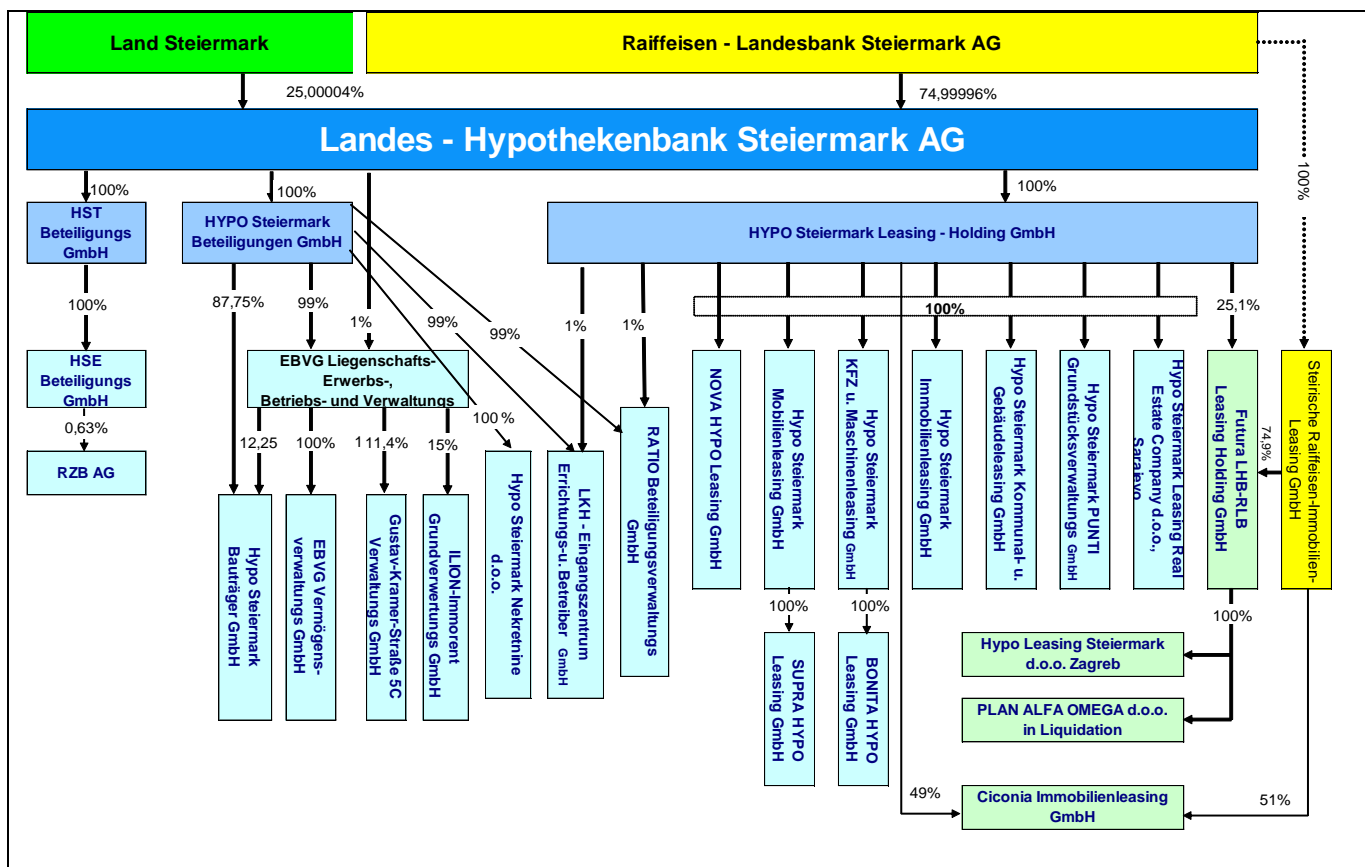 Land Steiermark
Raiffeisen - Landesbank Steiermark AG
25,00004%
74,99996%
Landes - Hypothekenbank Steiermark AG
100%
100%
100%
100%
HST
Beteiligungs
GmbH
HYPO Steiermark
Beteiligungen GmbH
HYPO Steiermark Leasing - Holding GmbH
100%
87,75%
99%
1%
99%
99%
1%
1%
100%
25,1%
HSE
Beteiligungs
GmbH
EBVG Liegenschafts-
Erwerbs-,
Betriebs- und Verwaltungs
0,63%
12,25
100%
111,4%
15%
100 %
74,9%
RZB AG
Hypo Steiermark
Bauträger GmbH
EBVG Vermögens-
verwaltungs GmbH
Gustav-Kramer-Straße 5C
Verwaltungs GmbH
ILION-Immorent
Grundverwertungs GmbH
Hypo Steiermark Nekretnine
d.o.o.
LKH - Eingangszentrum
Errichtungs-u. Betreiber GmbH
RATIO Beteiligungsverwaltungs
GmbH
NOVA HYPO Leasing GmbH
Hypo Steiermark
Mobilienleasing GmbH
Hypo Steiermark
KFZ u. Maschinenleasing GmbH
Hypo Steiermark
Immobilienleasing GmbH
Hypo Steiermark Kommunal- u.
Gebäudeleasing GmbH
Hypo Steiermark PUNTI
Grundstücksverwaltungs GmbH
Hypo Steiermark Leasing Real
Estate Company d.o.o.,
Sarajevo
Futura LHB-RLB
Leasing Holding GmbH
Steirische Raiffeisen-Immobilien-
Leasing GmbH
100%
100%
100%
SUPRA HYPO
Leasing GmbH
BONITA HYPO
Leasing GmbH
Hypo Leasing Steiermark
d.o.o. Zagreb
PLAN ALFA OMEGA d.o.o.
in Liquidation
49%
Ciconia Immobilienleasing
GmbH
51%